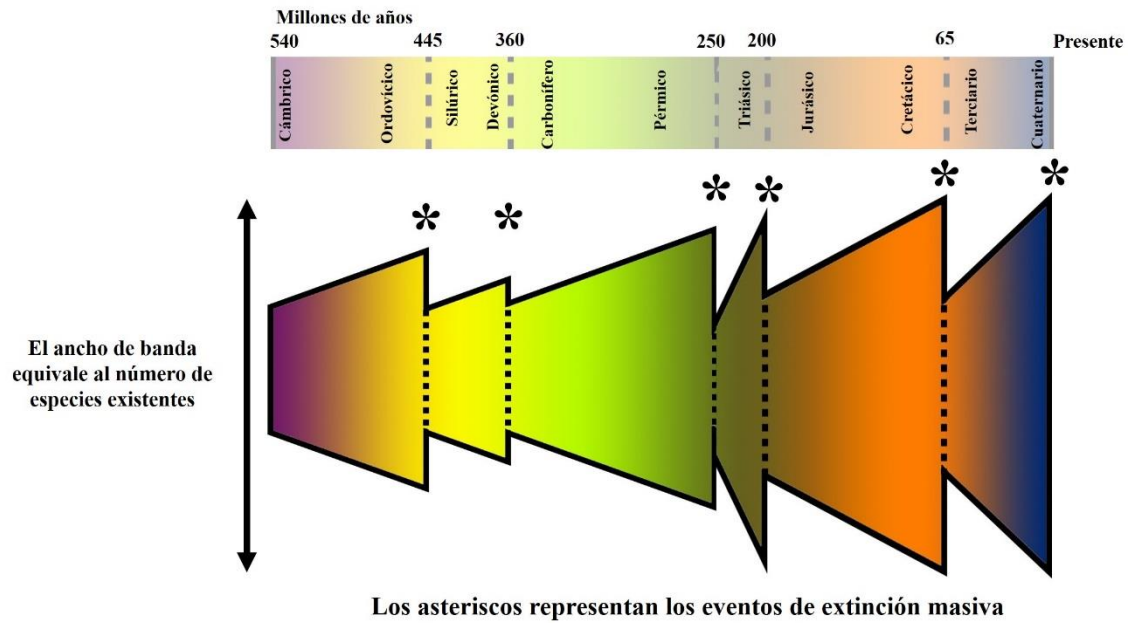 Millones de años
540 445 360 250 200 65 Presente
Cámbrico
Ordovícico
Silúrico
Devónico
Carbonífero
Pérmico
Triásico
Jurásico
Cretácico
Terciario
Cuaternario
* * * * * *
El ancho de banda
equivale al número de
especies existentes
Los asteriscos representan los eventos de extinción masiva